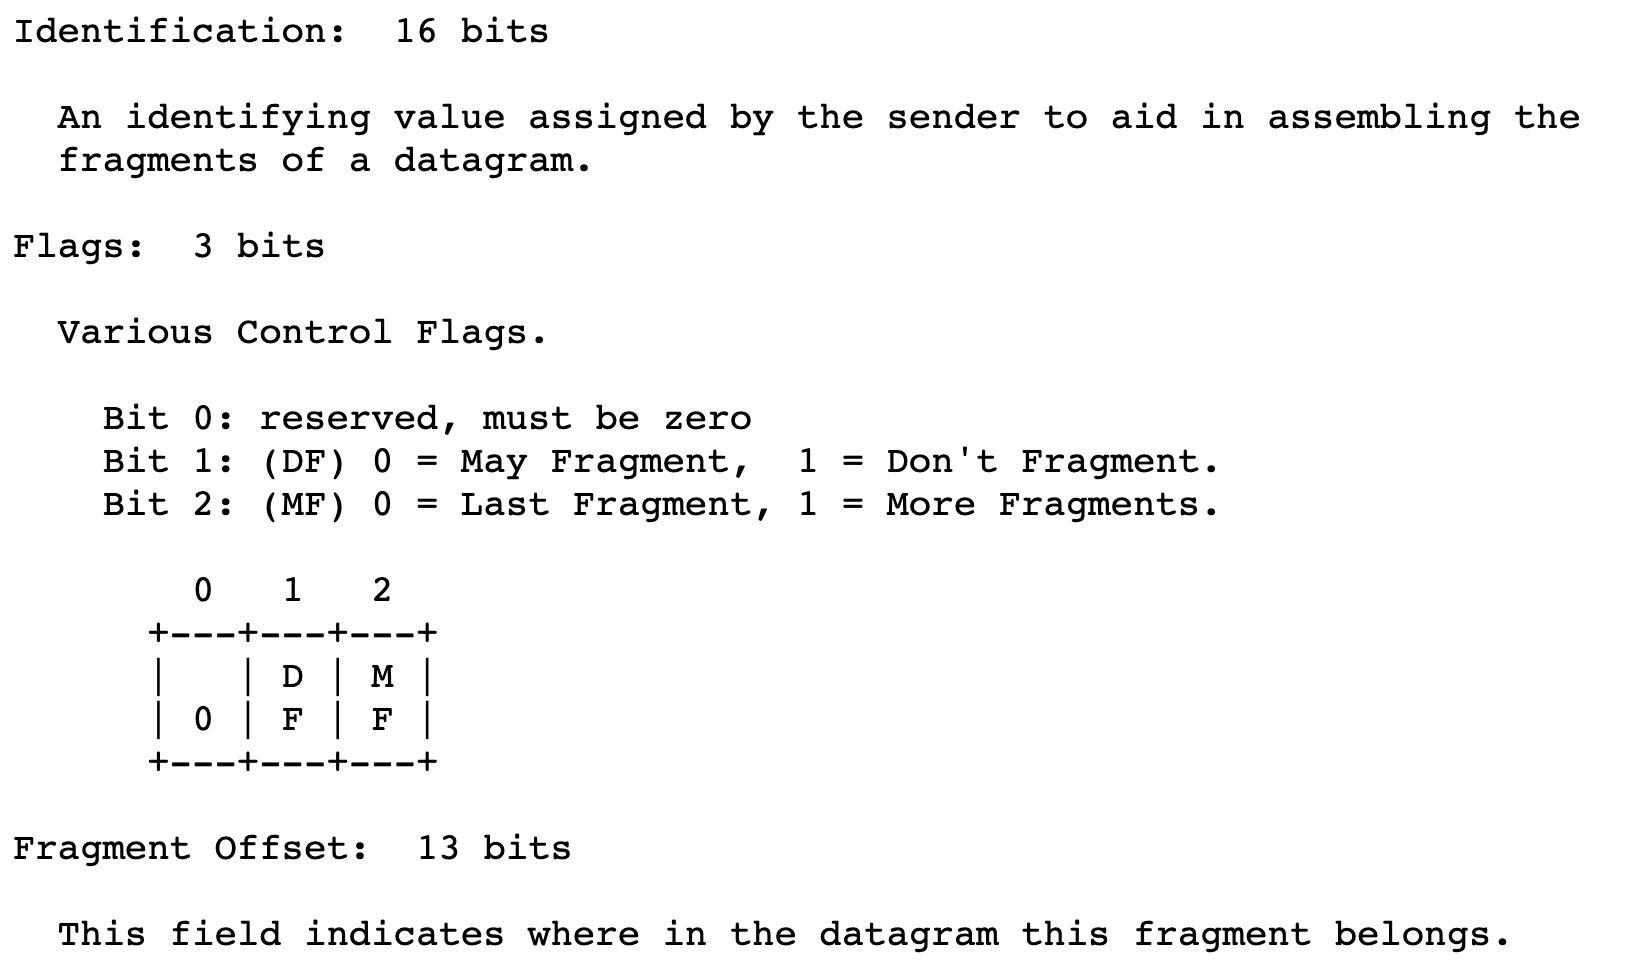 Identification:  16 bits

  An identifying value assigned by the sender to aid in assembling the
  fragments of a datagram.

Flags:  3 bits

  Various Control Flags.

    Bit 0: reserved, must be zero
    Bit 1: (DF) 0 = May Fragment,  1 = Don't Fragment.
    Bit 2: (MF) 0 = Last Fragment, 1 = More Fragments.

        0   1   2
      +---+---+---+
      |   | D | M |
      | 0 | F | F |
      +---+---+---+

Fragment Offset:  13 bits

  This field indicates where in the datagram this fragment belongs.